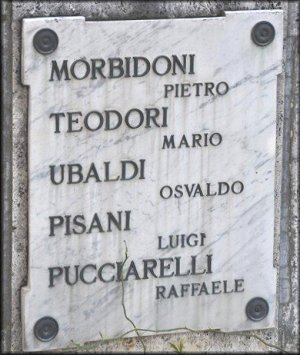 MORBIDONI
PIETRO
TEODORI
MARIO
UBALDI
OSVALDO
PISANI
LUIGI
PUCCIARELLI
RAFFAELE